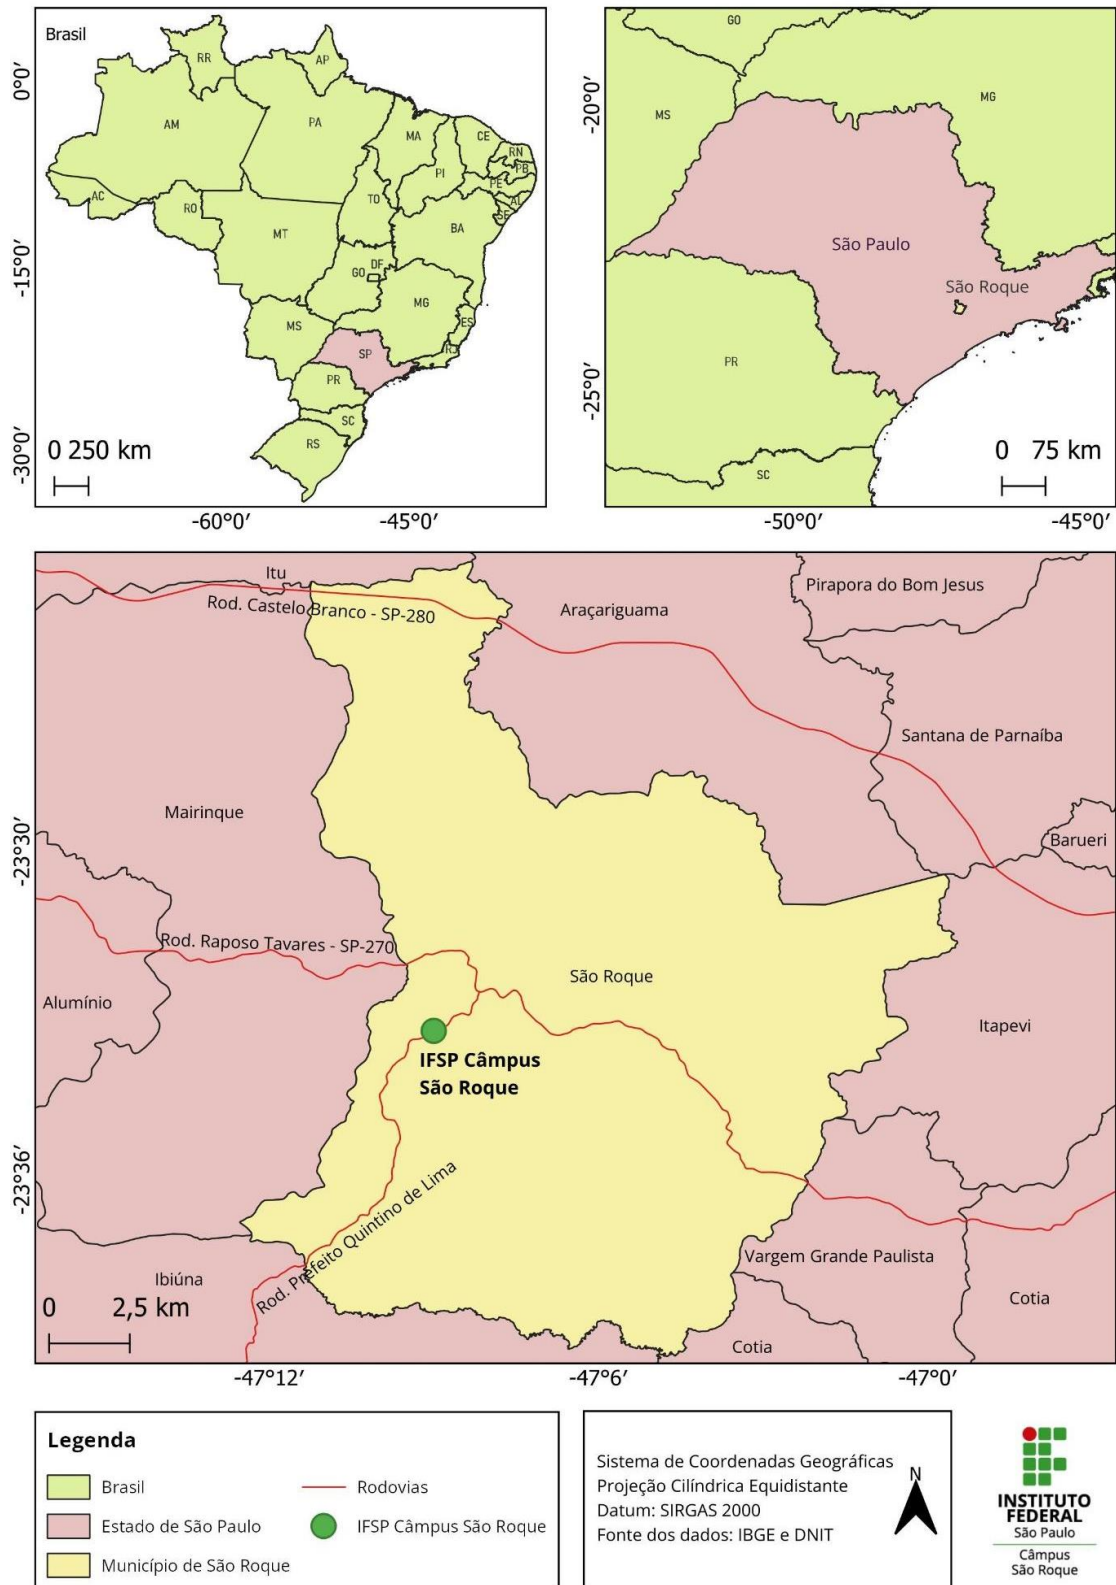 Brasil
RR
AP
AM
PA
MA
CE
RN
PB
PI
PE
AL
SE
AC
RO
TO
BA
MT
DF
GO
MG
ES
MS
RJ
SP
PR
SC
RS
0 250 km
0°0′
-15°0′
-30°0′
-60°0′
-45°0′
GO
MG
MS
São Paulo
São Roque
PR
SC
0 75 km
-20°0′
-25°0′
-50°0′
-45°0′
Itu
Rod. Castelo Branco - SP-280
Araçariguama
Pirapora do Bom Jesus
Santana de Parnaíba
Mairinque
Barueri
Rod. Raposo Tavares - SP-270
São Roque
Alumínio
Itapevi
IFSP Câmpus
São Roque
Rod. Prefeito Quintino de Lima
Vargem Grande Paulista
Ibiúna
Cotia
Cotia
0 2,5 km
-23°30′
-23°36′
-47°12′
-47°6′
-47°0′
Legenda
Brasil
Estado de São Paulo
Município de São Roque
Rodovias
IFSP Câmpus São Roque
Sistema de Coordenadas Geográficas
Projeção Cilíndrica Equidistante
Datum: SIRGAS 2000
Fonte dos dados: IBGE e DNIT
N
INSTITUTO
FEDERAL
São Paulo
Câmpus
São Roque